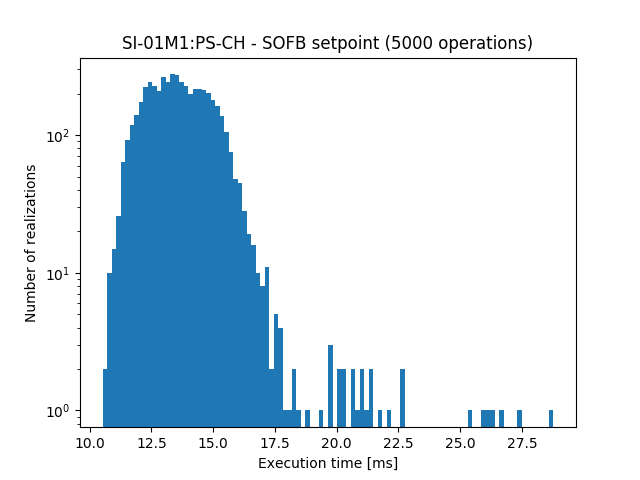 SI-01M1:PS-CH - SOFB setpoint (5000 operations)
Number of realizations
10²
10¹
10⁰
10.0 12.5 15.0 17.5 20.0 22.5 25.0 27.5
Execution time [ms]